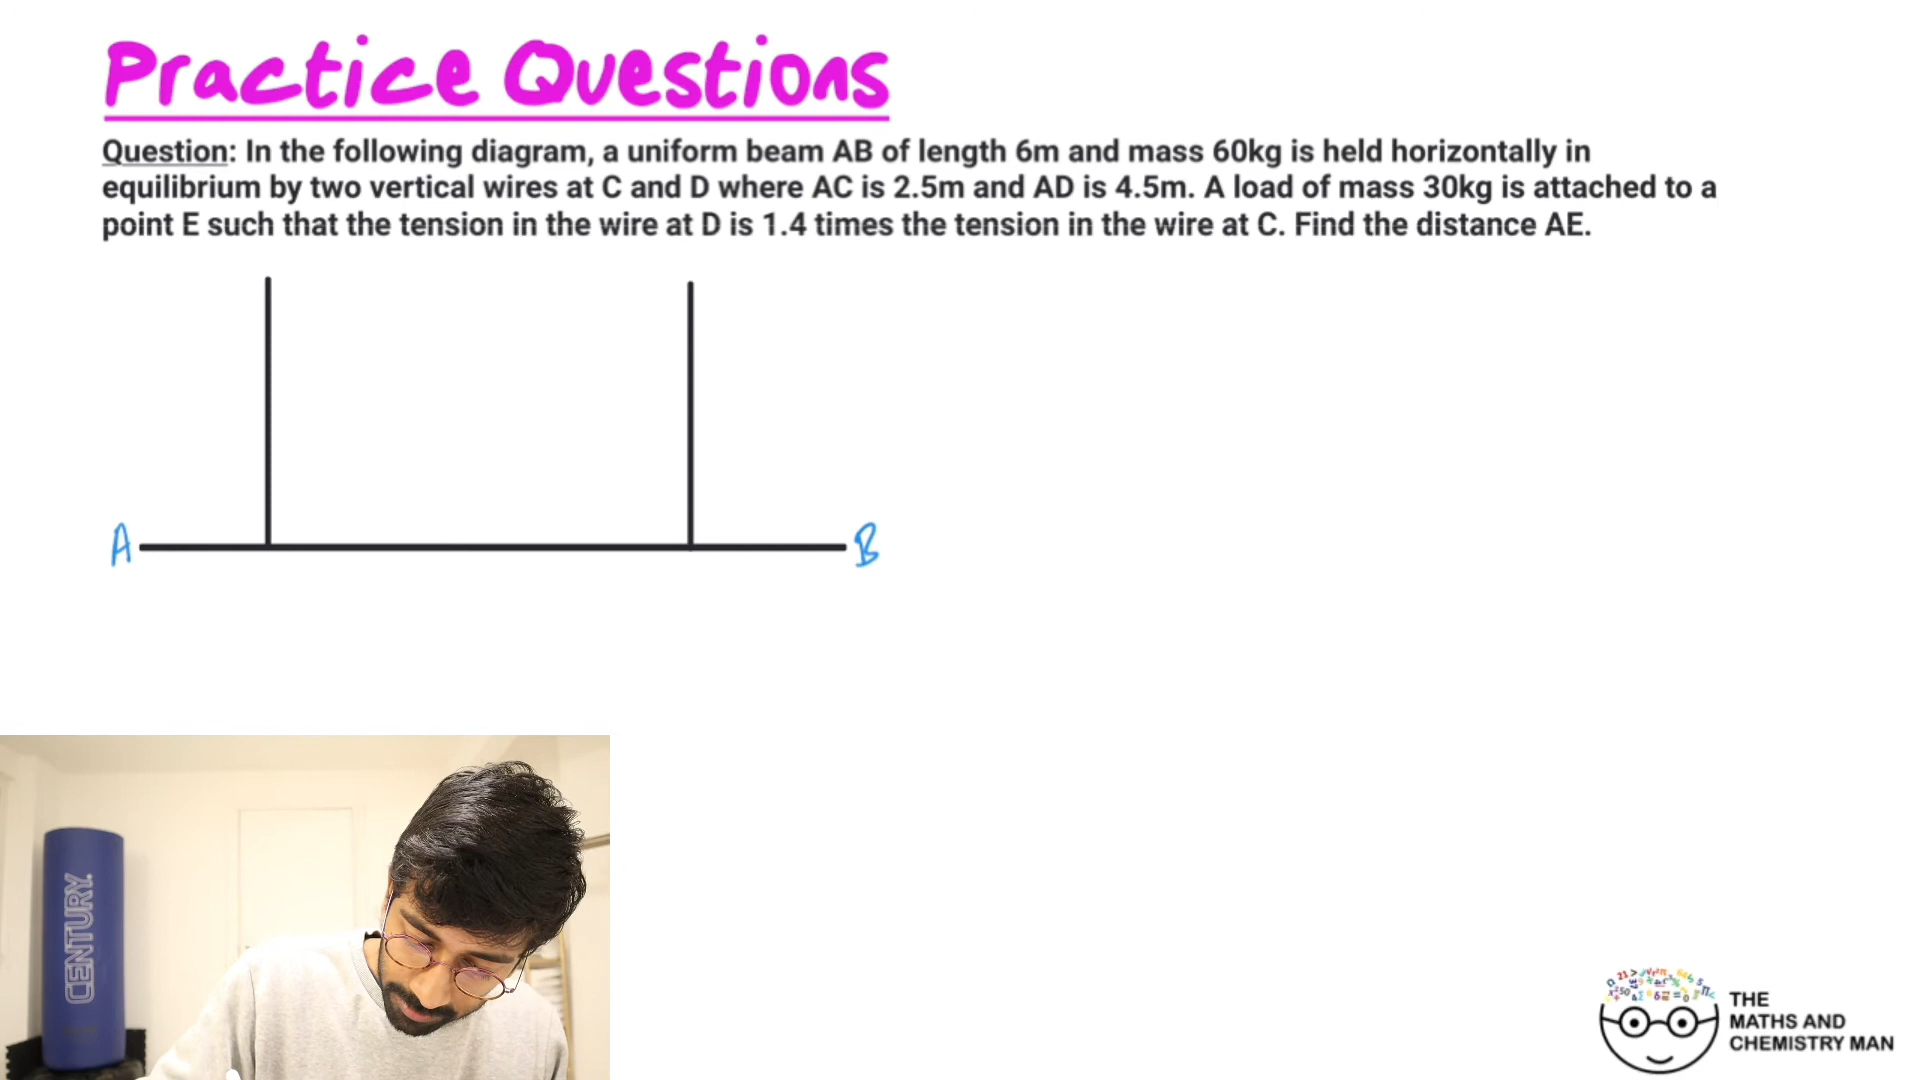 Practice Questions
Question: In the following diagram, a uniform beam AB of length 6m and mass 60kg is held horizontally in
equilibrium by two vertical wires at C and D where AC is 2.5m and AD is 4.5m. A load of mass 30kg is attached to a
point E such that the tension in the wire at D is 1.4 times the tension in the wire at C. Find the distance AE.
A
B
CENTURY.
THE
MATHS AND
CHEMISTRY MAN